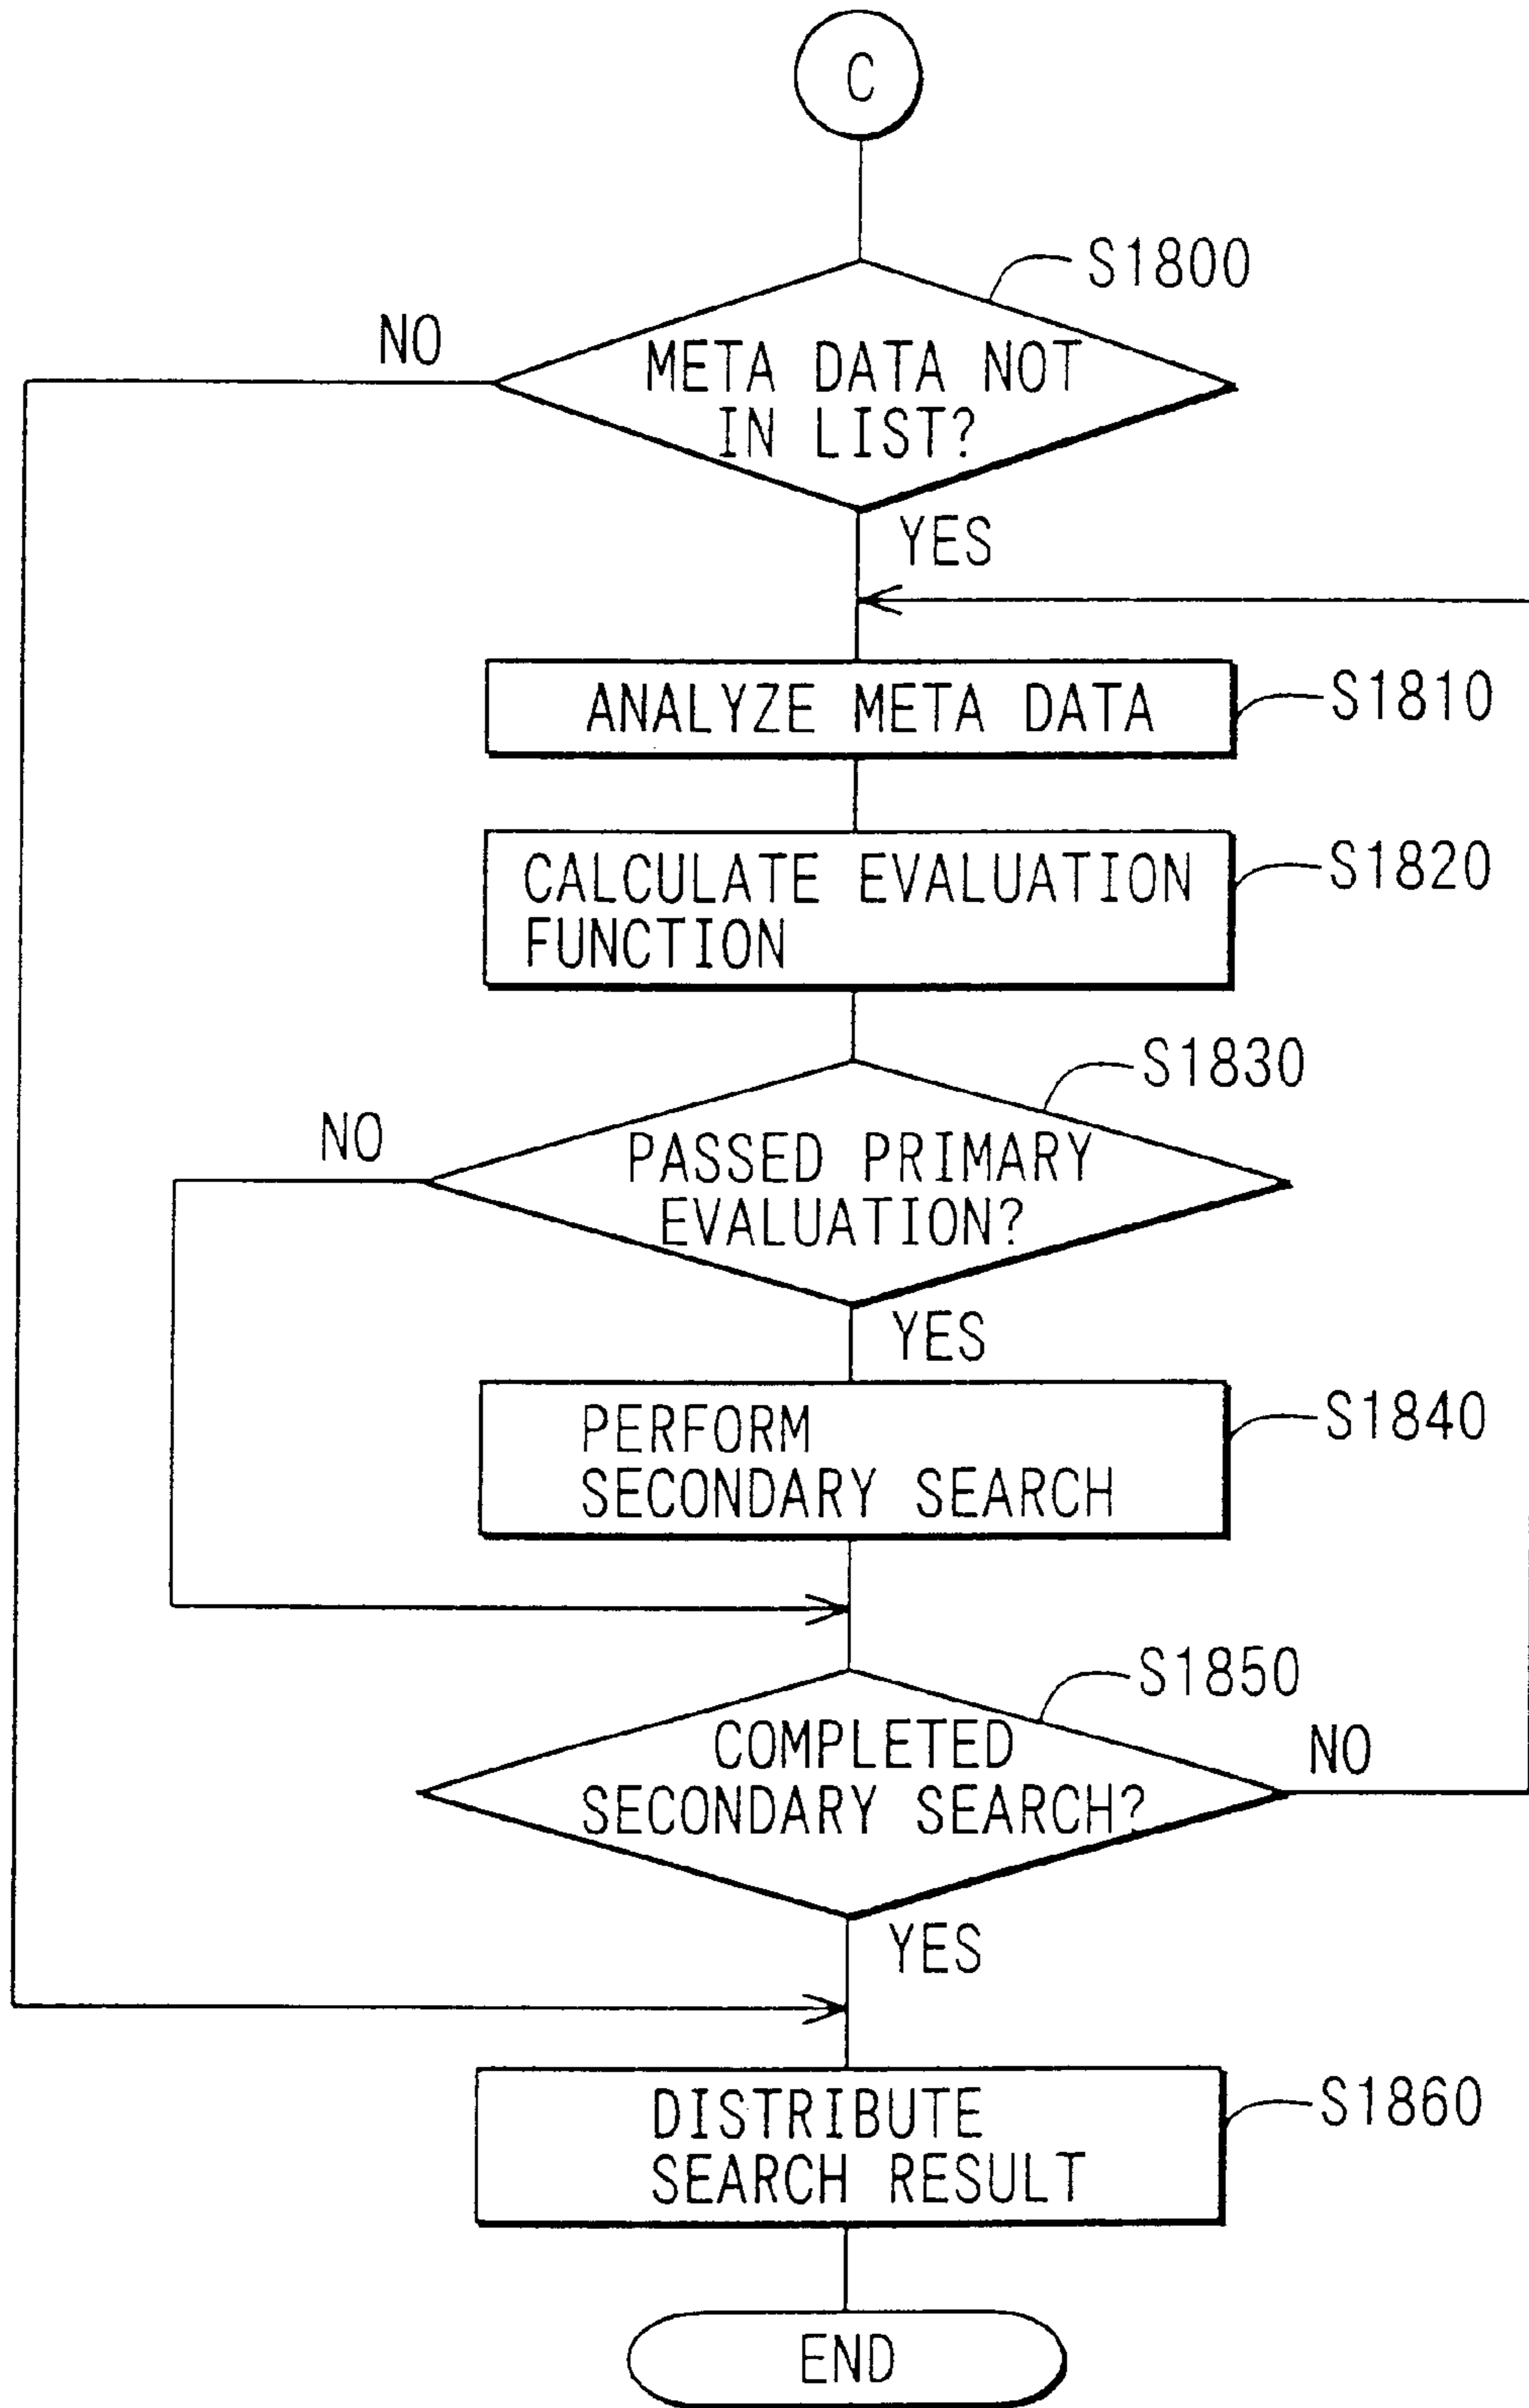 C
S1800
NO
META DATA NOT
IN LIST?
YES
ANALYZE META DATA
S1810
CALCULATE EVALUATION
FUNCTION
S1820
S1830
NO
PASSED PRIMARY
EVALUATION?
YES
PERFORM
SECONDARY SEARCH
S1840
S1850
COMPLETED
SECONDARY SEARCH?
NO
YES
DISTRIBUTE
SEARCH RESULT
S1860
END